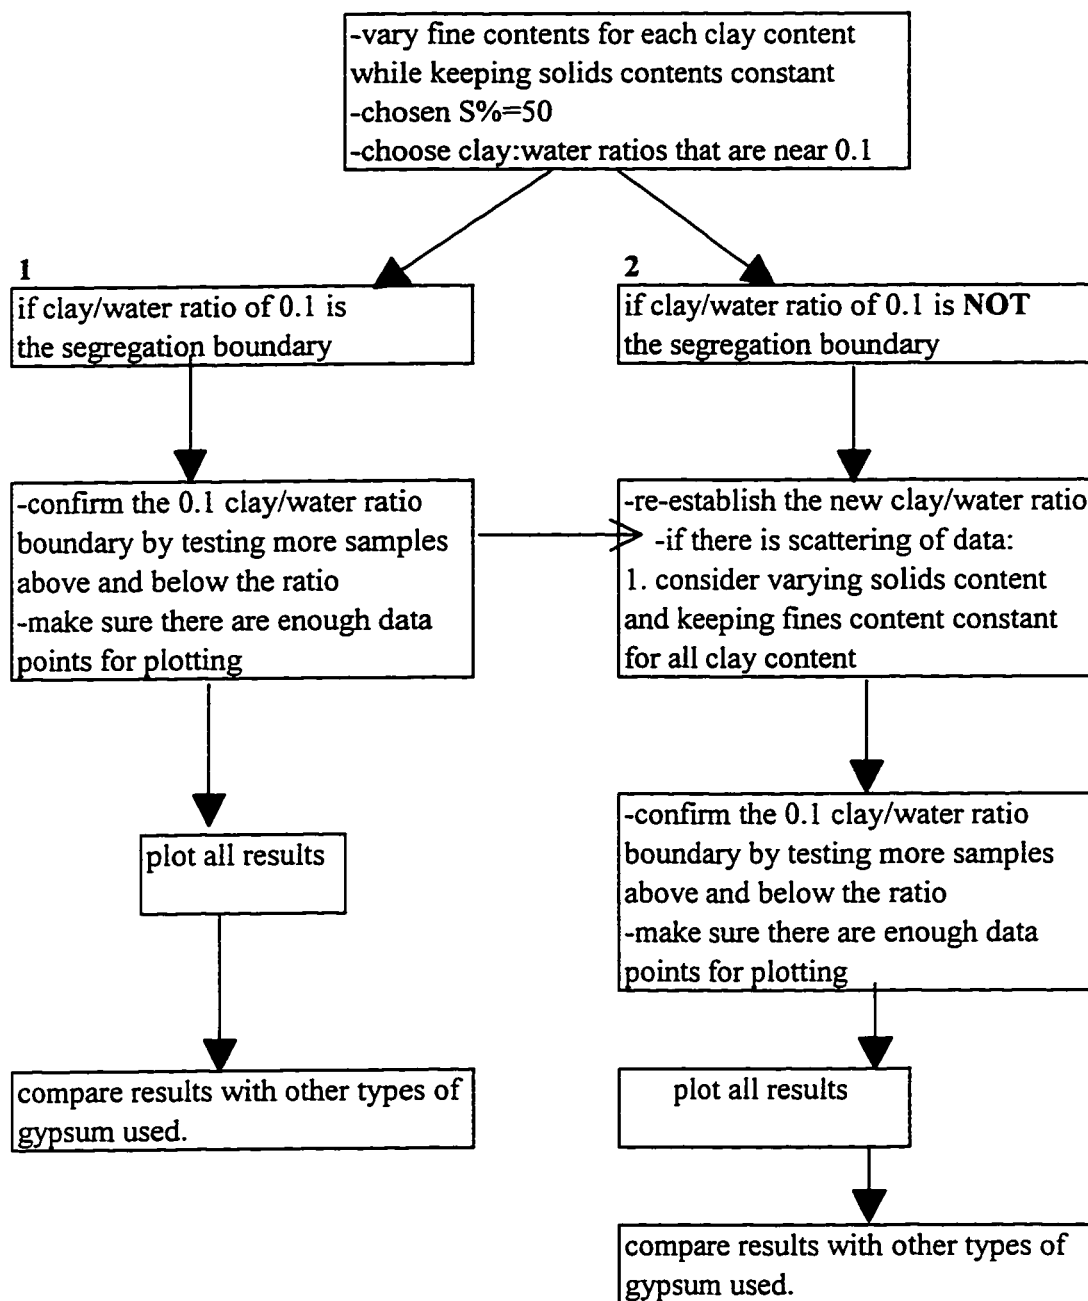 -vary fine contents for each clay content
while keeping solids contents constant
-chosen S%=50
-choose clay:water ratios that are near 0.1
1
if clay/water ratio of 0.1 is
the segregation boundary
2
if clay/water ratio of 0.1 is NOT
the segregation boundary
-confirm the 0.1 clay/water ratio
boundary by testing more samples
above and below the ratio
-make sure there are enough data
points for plotting
-re-establish the new clay/water ratio
-if there is scattering of data:
1. consider varying solids content
and keeping fines content constant
for all clay content
plot all results
-confirm the 0.1 clay/water ratio
boundary by testing more samples
above and below the ratio
-make sure there are enough data
points for plotting
compare results with other types of
gypsum used.
plot all results
compare results with other types of
gypsum used.